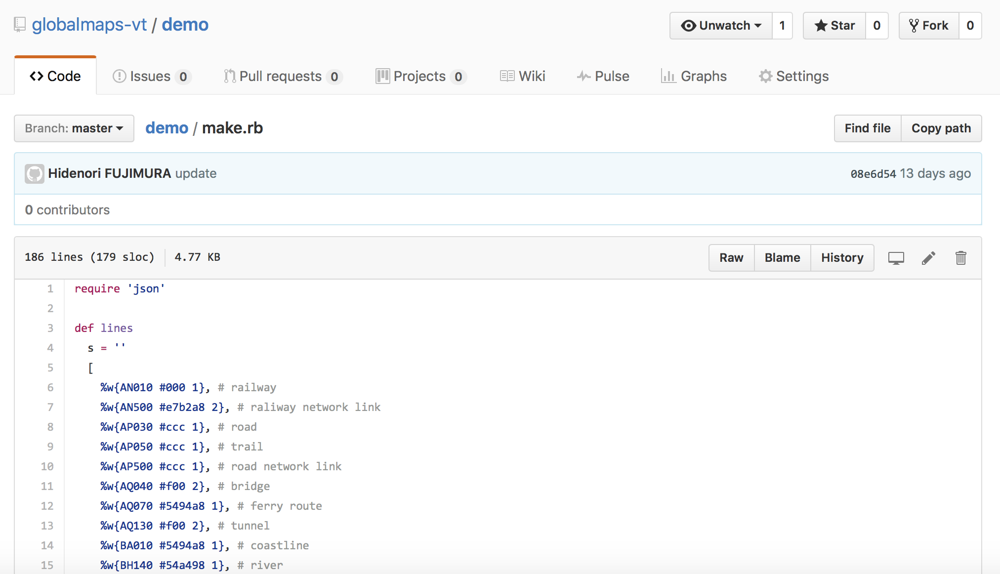 globalmaps-vt / demo
Unwatch 1 Star 0 Fork 0
Code Issues 0 Pull requests 0 Projects 0 Wiki Pulse Graphs Settings
Branch: master demo / make.rb Find file Copy path
Hidenori FUJIMURA update 08e6d54 13 days ago
0 contributors
186 lines (179 sloc) 4.77 KB Raw Blame History
1 require 'json'
2
3 def lines
4 s = ''
5 [
6 %w{AN010 #000 1}, # railway
7 %w{AN500 #e7b2a8 2}, # raliway network link
8 %w{AP030 #ccc 1}, # road
9 %w{AP050 #ccc 1}, # trail
10 %w{AP500 #ccc 1}, # road network link
11 %w{AQ040 #f00 2}, # bridge
12 %w{AQ070 #5494a8 1}, # ferry route
13 %w{AQ130 #f00 2}, # tunnel
14 %w{BA010 #5494a8 1}, # coastline
15 %w{BH140 #54a498 1}, # river